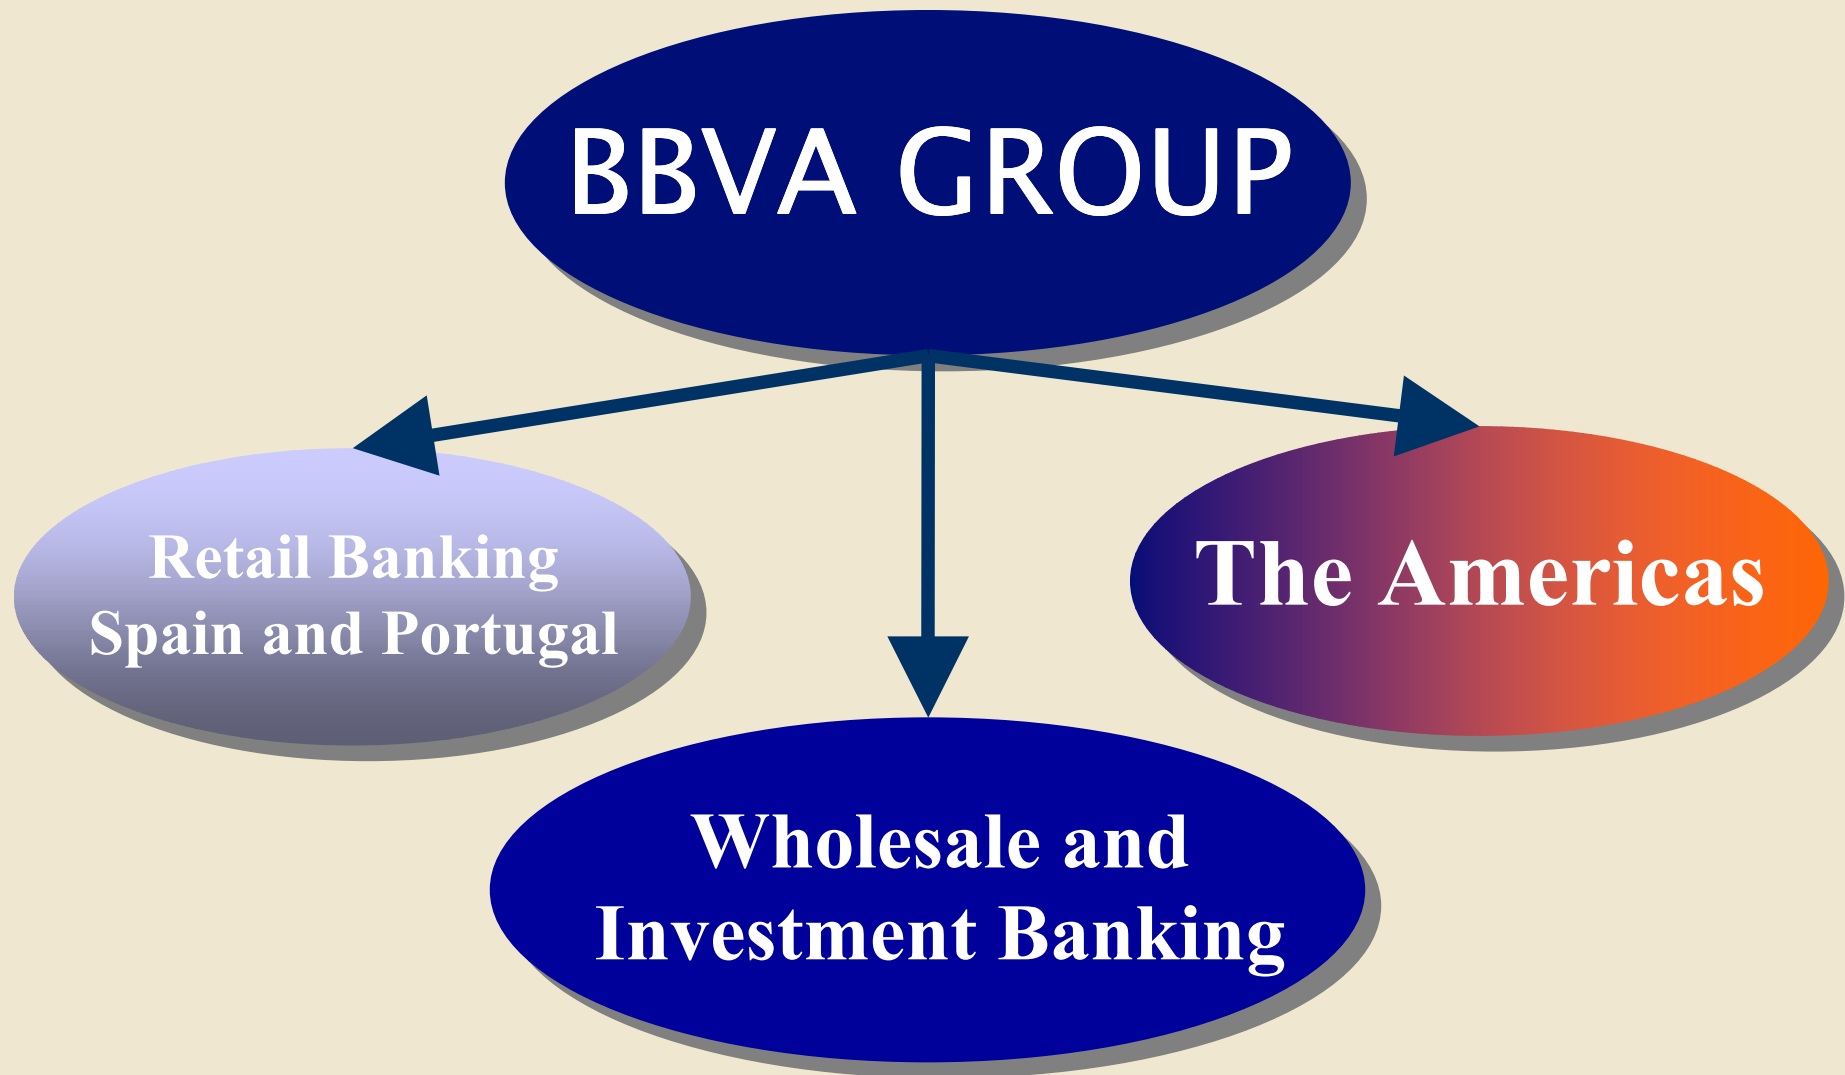 BBVA GROUP
Retail Banking
Spain and Portugal
The Americas
Wholesale and
Investment Banking